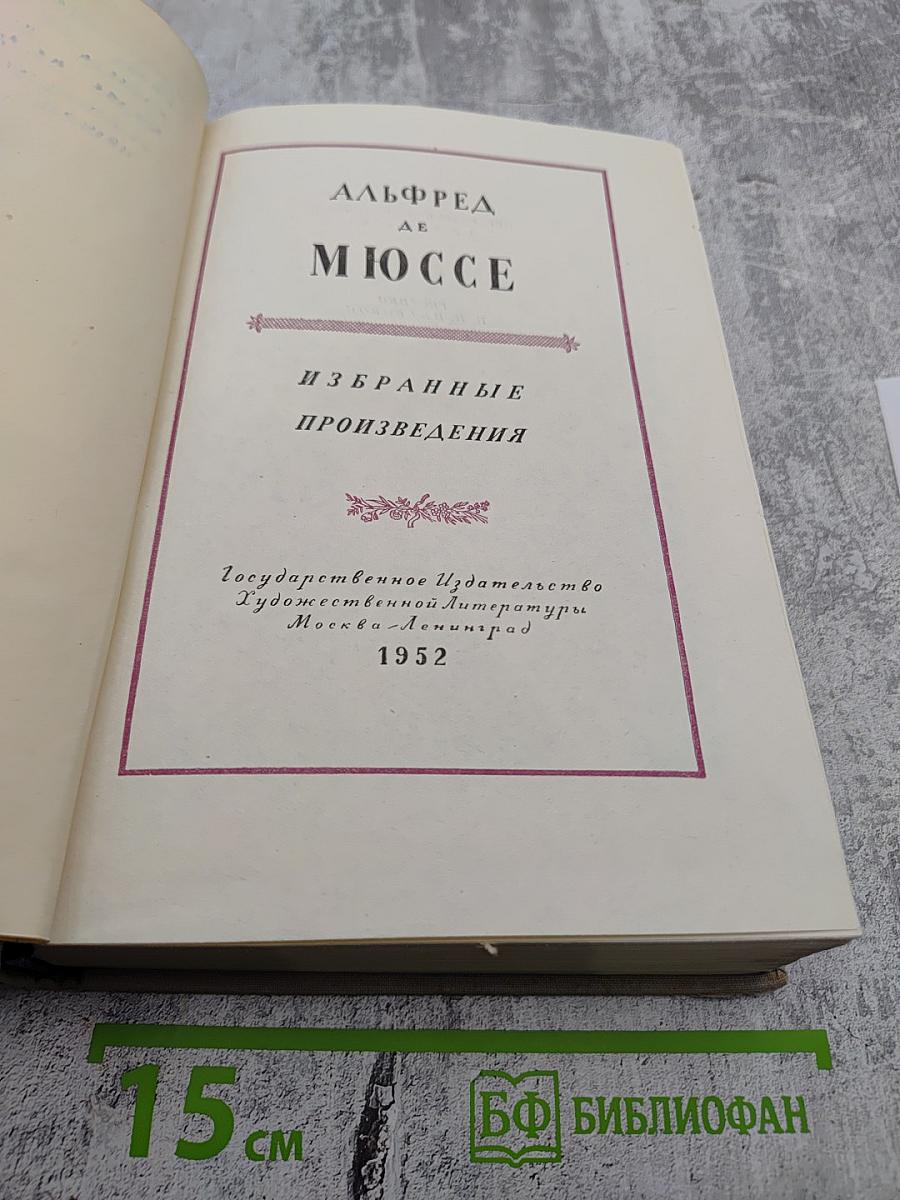 АЛЬФРЕД
ДЕ
МЮССЕ
ИЗБРАННЫЕ
ПРОИЗВЕДЕНИЯ
Государственное Издательство
Художественной Литературы
Москва-Ленинград
1952
15 см
БФ БИБЛИОФАН